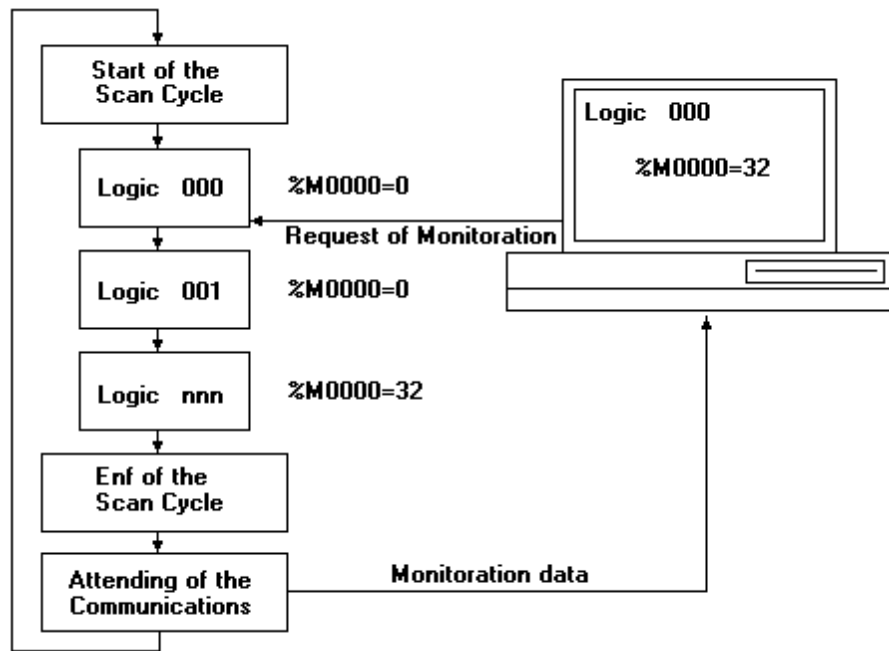 Start of the
Scan Cycle
Logic 000
%M0000=0
Logic 000
%M0000=32
Request of Monitoration
Logic 001
%M0000=0
Logic nnn
%M0000=32
Enf of the
Scan Cycle
Attending of the
Communications
Monitoration data